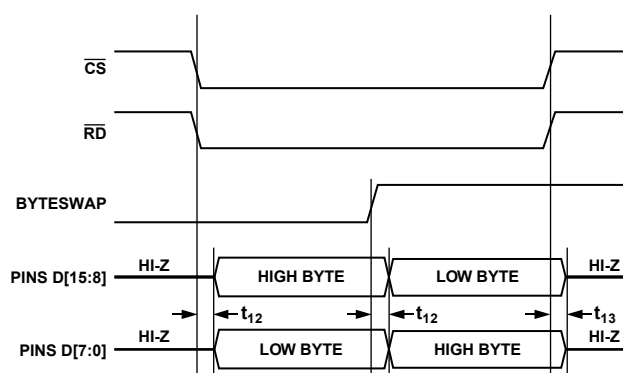 CS
RD
BYTESWAP
PINS D[15:8] HI-Z HIGH BYTE LOW BYTE HI-Z
t12 t12 t13
PINS D[7:0] HI-Z LOW BYTE HIGH BYTE HI-Z